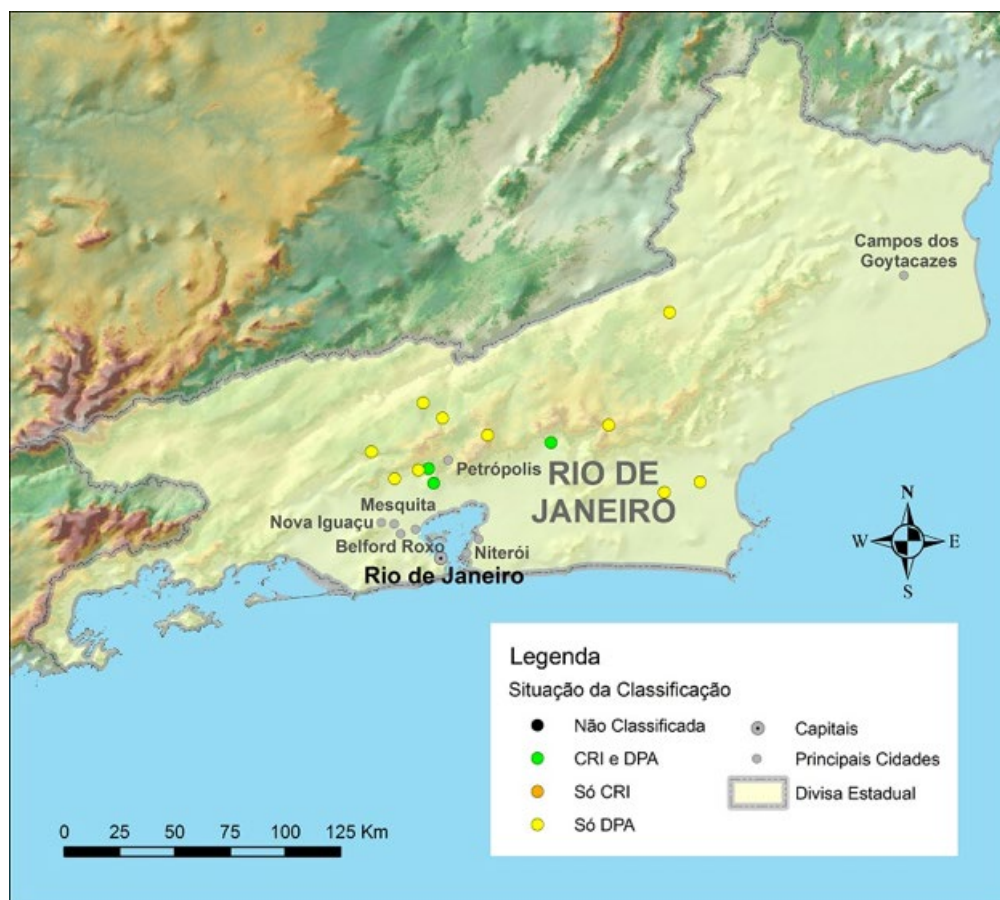 Campos dos
Goytacazes
Petrópolis
RIO DE
JANEIRO
Mesquita
Nova Iguaçu
Belford Roxo
Niterói
Rio de Janeiro
N
W
E
S
Legenda
Situação da Classificação
Não Classificada
CRI e DPA
Só CRI
Só DPA
Capitais
Principais Cidades
Divisa Estadual
0 25 50 75 100 125 Km